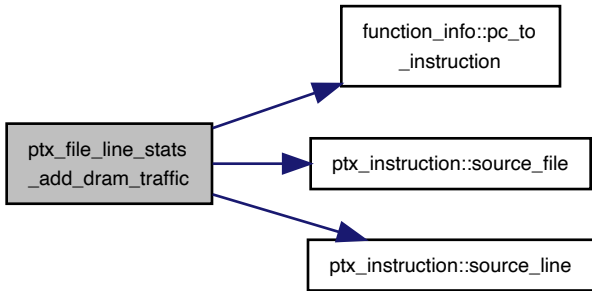 function_info::pc_to
_instruction
ptx_file_line_stats
_add_dram_traffic
ptx_instruction::source_file
ptx_instruction::source_line